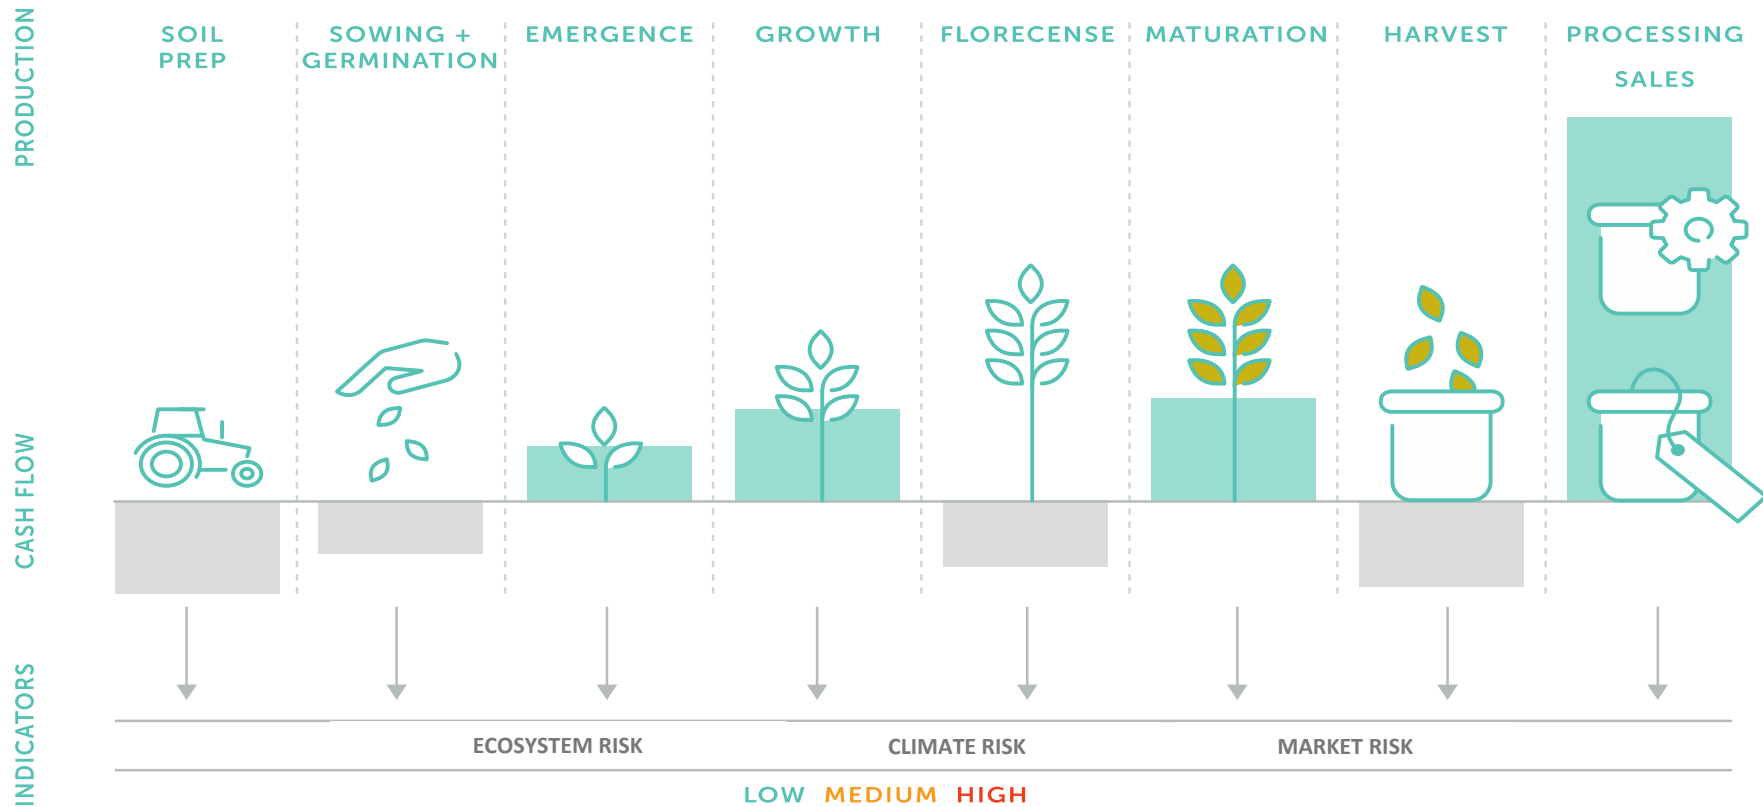 PRODUCTION
SOIL
PREP
SOWING +
GERMINATION
EMERGENCE
GROWTH
FLORECENSE
MATURATION
HARVEST
PROCESSING
SALES
CASH FLOW
INDICATORS
ECOSYSTEM RISK
CLIMATE RISK
MARKET RISK
LOW MEDIUM HIGH